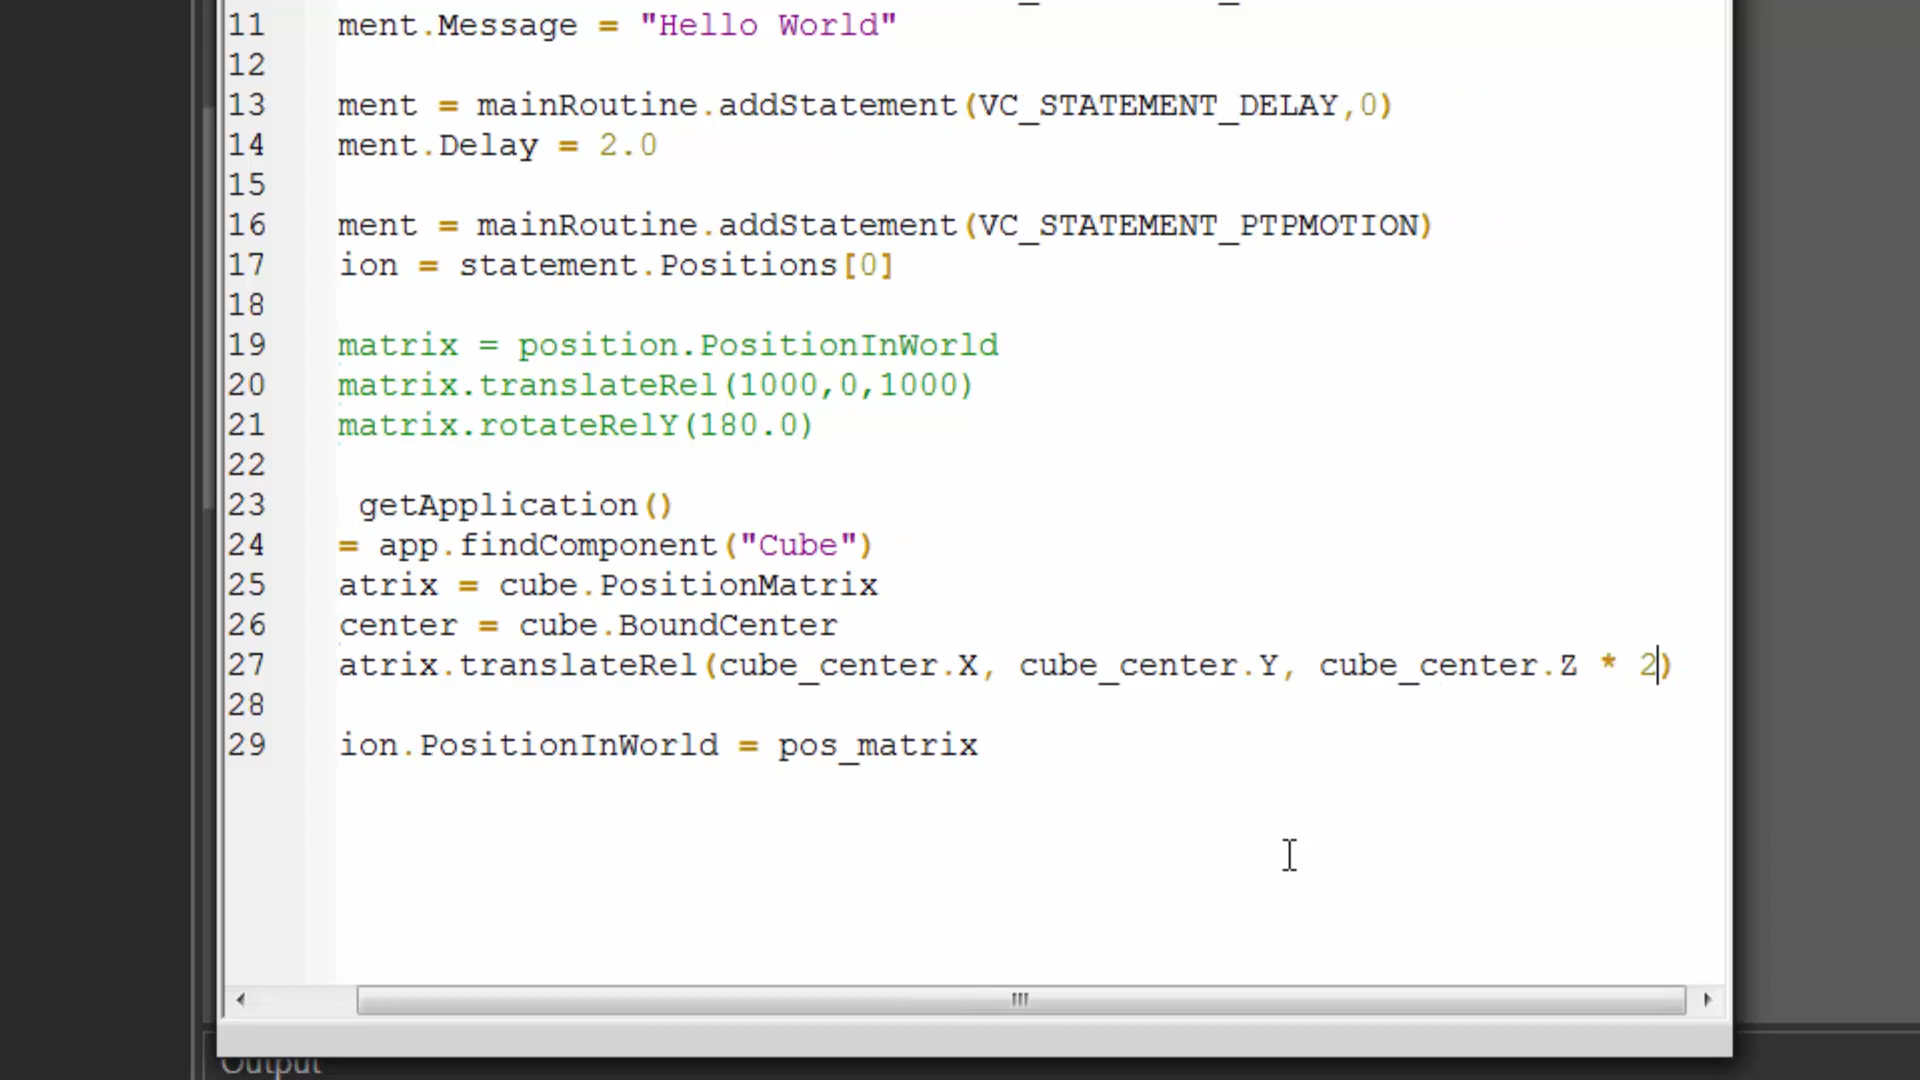 11 ment.Message = "Hello World"
12
13 ment = mainRoutine.addStatement(VC_STATEMENT_DELAY,0)
14 ment.Delay = 2.0
15
16 ment = mainRoutine.addStatement(VC_STATEMENT_PTPMOTION)
17 ion = statement.Positions[0]
18
19 matrix = position.PositionInWorld
20 matrix.translateRel(1000,0,1000)
21 matrix.rotateRelY(180.0)
22
23 getApplication()
24 = app.findComponent("Cube")
25 atrix = cube.PositionMatrix
26 center = cube.BoundCenter
27 atrix.translateRel(cube_center.X, cube_center.Y, cube_center.Z * 2)
28
29 ion.PositionInWorld = pos_matrix
Output